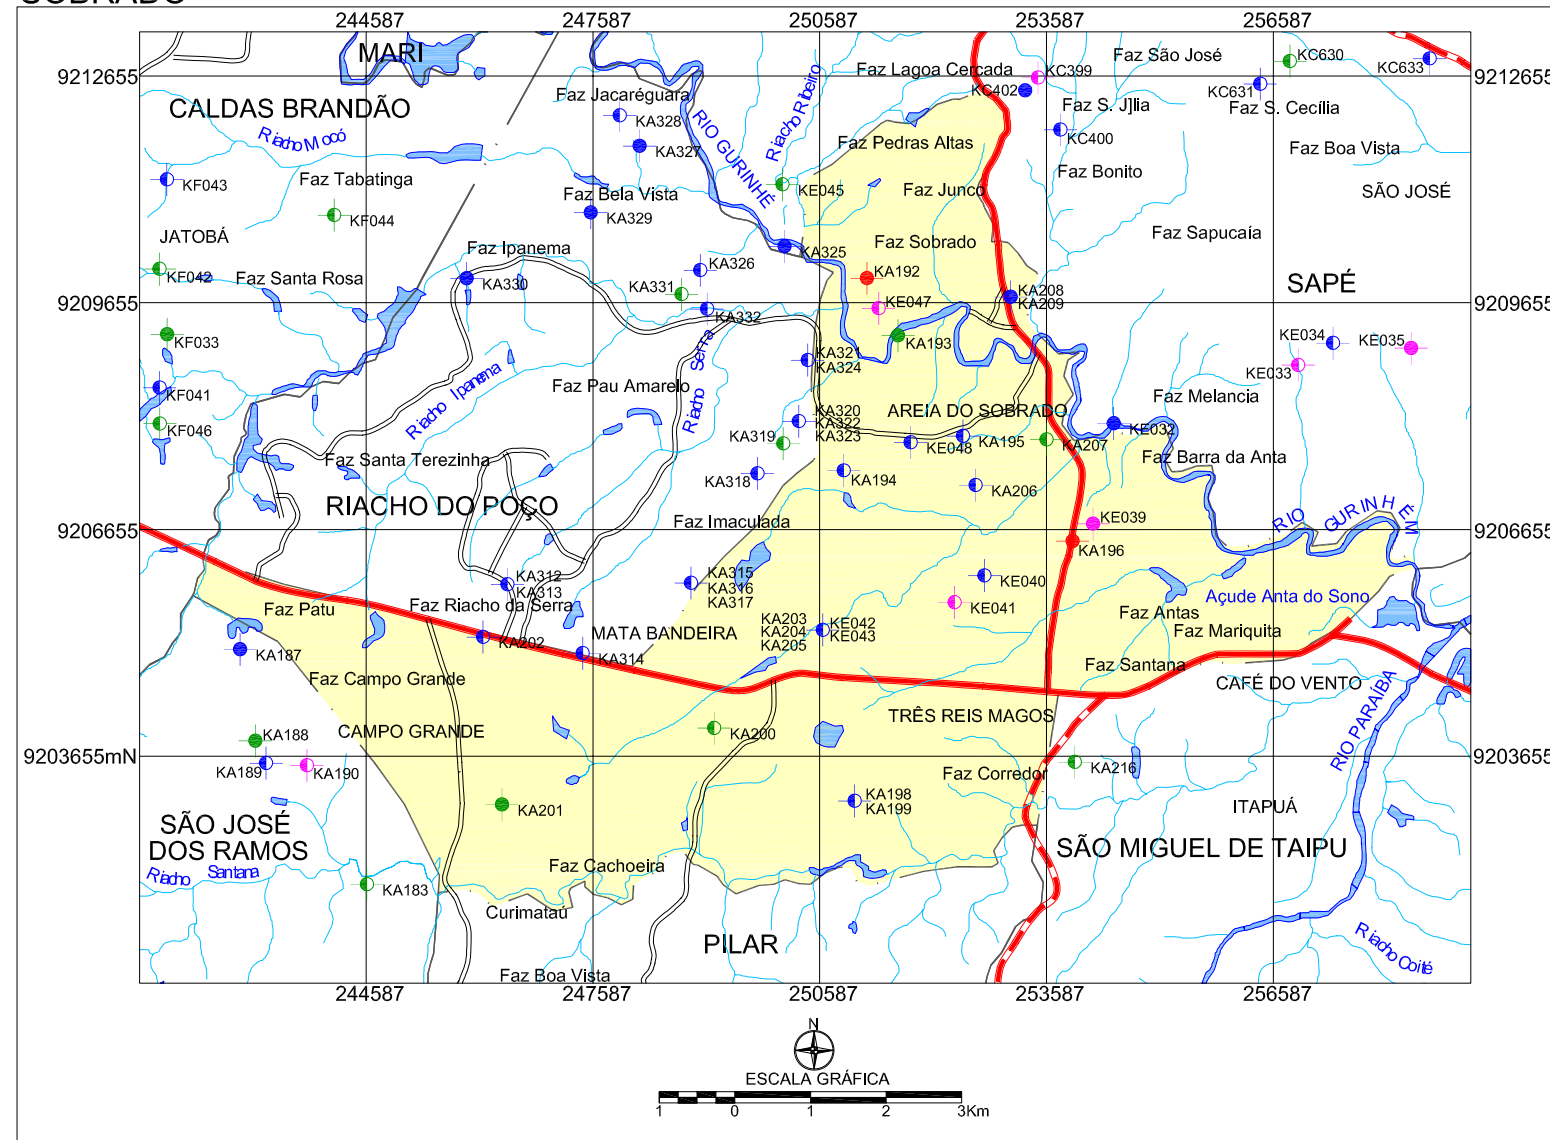 SOBRADO
244587
247587
250587
253587
256587
MARI
Faz São José
KC630
KC633
Faz Lagoa Cercada
KC399
9212655
9212655
KC402
KC631
Faz Jacaréguara
CALDAS BRANDÃO
Faz S. J]lia
Faz S. Cecília
KA328
Riacho Mocó
RIO GURINHÉ
Riacho Ribeiro
KC400
Faz Pedras Altas
KA327
Faz Boa Vista
Faz Bonito
KF043
Faz Tabatinga
KE045
Faz Junco
SÃO JOSÉ
Faz Bela Vista
KF044
KA329
JATOBÁ
Faz Ipanema
Faz Sobrado
Faz Sapucaía
KA325
KA326
KE042
Faz Santa Rosa
KA330
KA331
KA192
SAPÉ
KA208
KA209
9209655
9209655
KE047
KA332
KF033
KA193
KE034
KE035
Riacho Serra
KA321
KA324
KE033
Riacho Ipanema
Faz Pau Amarelo
KF041
Faz Melancia
KA320
KA322
KA323
AREIA DO SOBRADO
KF046
KE032
KA319
KE048
KA195
KA207
Faz Santa Terezinha
Faz Barra da Anta
KA318
KA194
KA206
RIACHO DO POÇO
Faz Imaculada
KE039
RIO GURINHÉM
9206655
9206655
KA196
KA312
KA313
KA315
KA316
KA317
KE040
Faz Patu
Faz Riacho da Serra
KE041
Açude Anta do Sono
Faz Antas
KA203
KA204
KA205
KE042
KE043
MATA BANDEIRA
Faz Mariquita
KA202
KA187
KA314
Faz Santana
Faz Campo Grande
CAFÉ DO VENTO
RIO PARAÍBA
TRÊS REIS MAGOS
CAMPO GRANDE
KA200
KA188
9203655mN
9203655
KA189
KA190
Faz Corredor
KA216
KA198
KA199
KA201
ITAPUÁ
SÃO JOSÉ
DOS RAMOS
SÃO MIGUEL DE TAIPU
Faz Cachoeira
Riacho Santana
KA183
Curimataú
PILAR
Riacho Coité
Faz Boa Vista
244587
247587
250587
253587
256587
N
ESCALA GRÁFICA
1
0
1
2
3Km